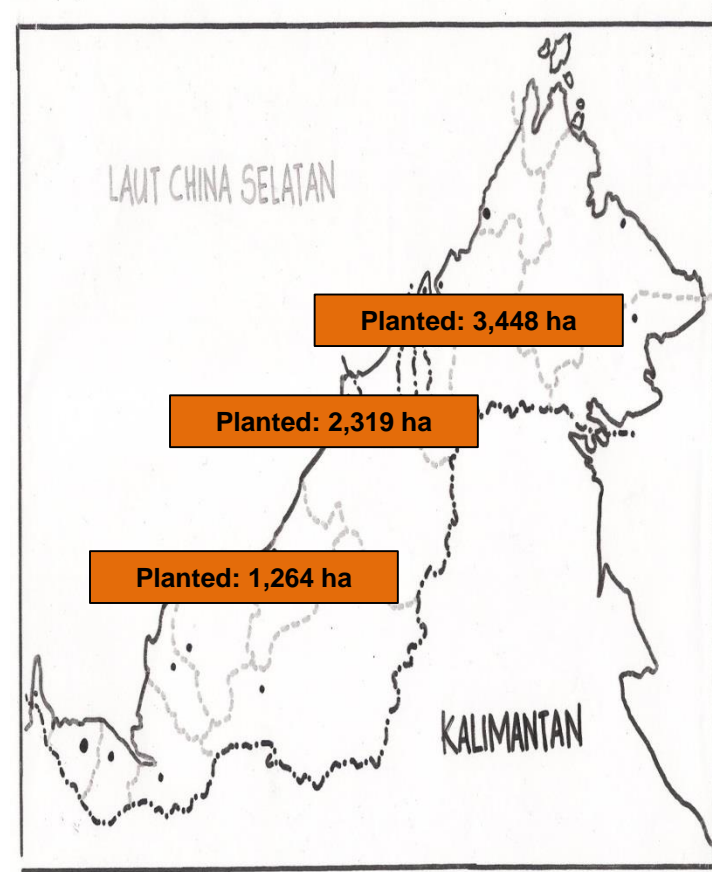 LAUT CHINA SELATAN
Planted: 3,448 ha
Planted: 2,319 ha
Planted: 1,264 ha
KALIMANTAN